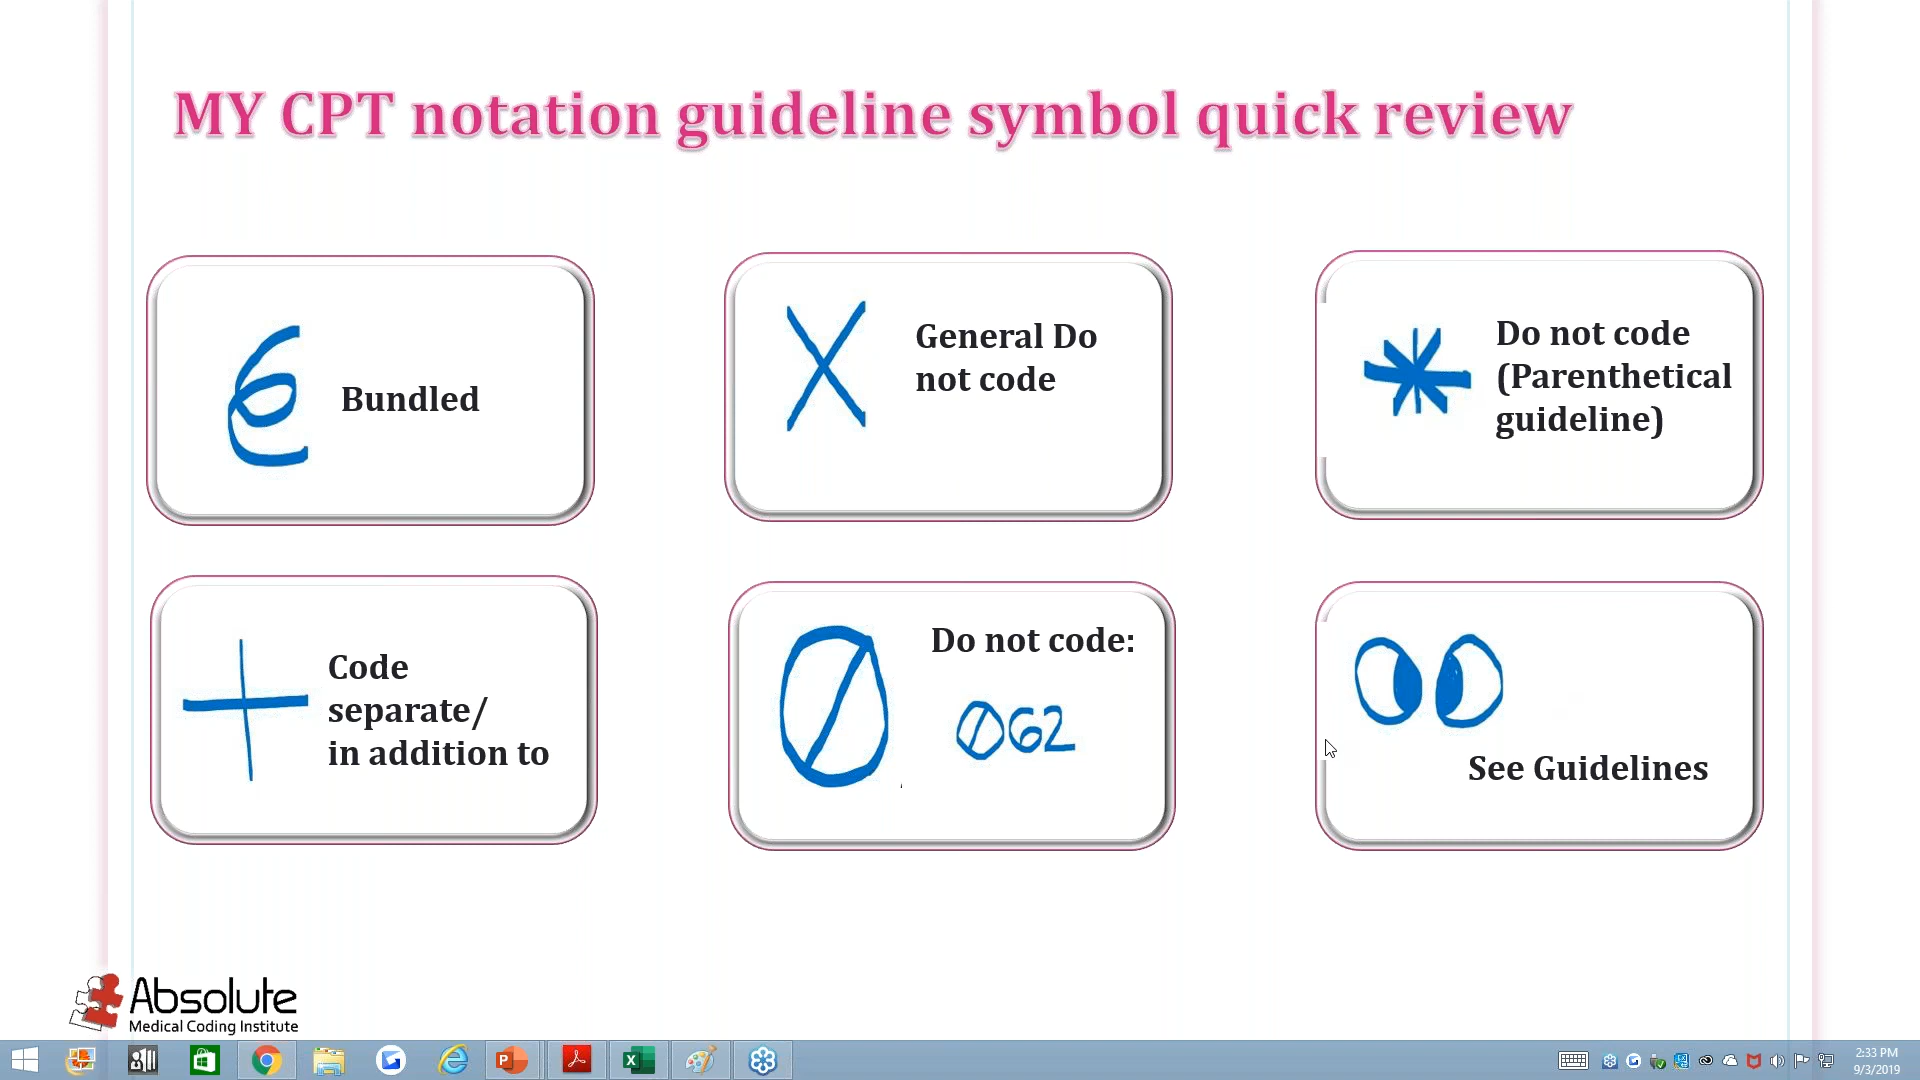 MY CPT notation guideline symbol quick review
Bundled
General Do
not code
Do not code
(Parenthetical
guideline)
Code
separate/
in addition to
Do not code:
062
See Guidelines
Absolute
Medical Coding Institute
2:33 PM
9/3/2019